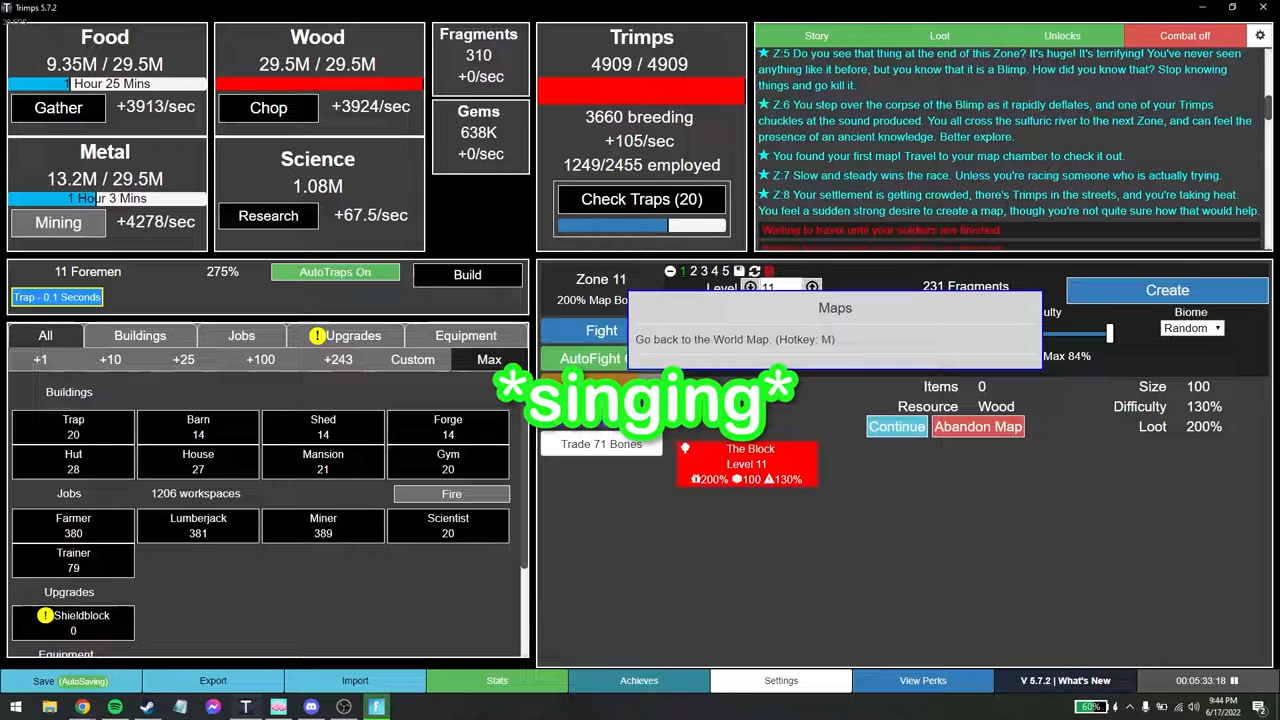 Trimps 5.7.2
Food
9.35M / 29.5M
1 Hour 25 Mins
Gather
+3913/sec
Wood
29.5M / 29.5M
Chop
+3924/sec
Metal
13.2M / 29.5M
1 Hour 3 Mins
Mining
+4278/sec
Science
1.08M
Research
+67.5/sec
Fragments
310
+0/sec
Gems
638K
+0/sec
Trimps
4909 / 4909
3660 breeding
+105/sec
1249/2455 employed
Check Traps (20)
Story
Loot
Unlocks
Combat off
Z:5 Do you see that thing at the end of this Zone? It's huge! It's terrifying! You've never seen
anything like it before, but you know that it is a Blimp. How did you know that? Stop knowing
things and go kill it.
Z:6 You step over the corpse of the Blimp as it rapidly deflates, and one of your Trimps
chuckles at the sound produced. You all cross the sulfuric river to the next Zone, and can feel the
presence of an ancient knowledge. Better explore.
You found your first map! Travel to your map chamber to check it out.
Z:7 Slow and steady wins the race. Unless you're racing someone who is actually trying.
Z:8 Your settlement is getting crowded, there's Trimps in the streets, and you're taking heat.
You feel a sudden strong desire to create a map, though you're not quite sure how that would help.
Waiting to travel until your soldiers are finished.
11 Foremen
275%
AutoTraps On
Build
Trap - 0.1 Seconds
All
Buildings
Jobs
! Upgrades
Equipment
+1
+10
+25
+100
+243
Custom
Max
Buildings
Trap
20
Barn
14
Shed
14
Forge
14
Hut
28
House
27
Mansion
21
Gym
20
Jobs
1206 workspaces
Fire
Farmer
380
Lumberjack
381
Miner
389
Scientist
20
Trainer
79
Upgrades
! Shieldblock
0
Equipment
Zone 11
200% Map Bo
Fight
AutoFight
Trade 71 Bones
1 2 3 4 5
Level
11
231 Fragments
Create
ulty
Biome
Random
Max 84%
Maps
Go back to the World Map. (Hotkey: M)
*singing*
The Block
Level 11
200% 100 130%
Items 0
Resource Wood
Continue
Abandon Map
Size 100
Difficulty 130%
Loot 200%
Save (AutoSaving)
Export
Import
Stats
Achieves
Settings
View Perks
V 5.7.2 | What's New
00:05:33:18
60%
9:44 PM
6/17/2022
2